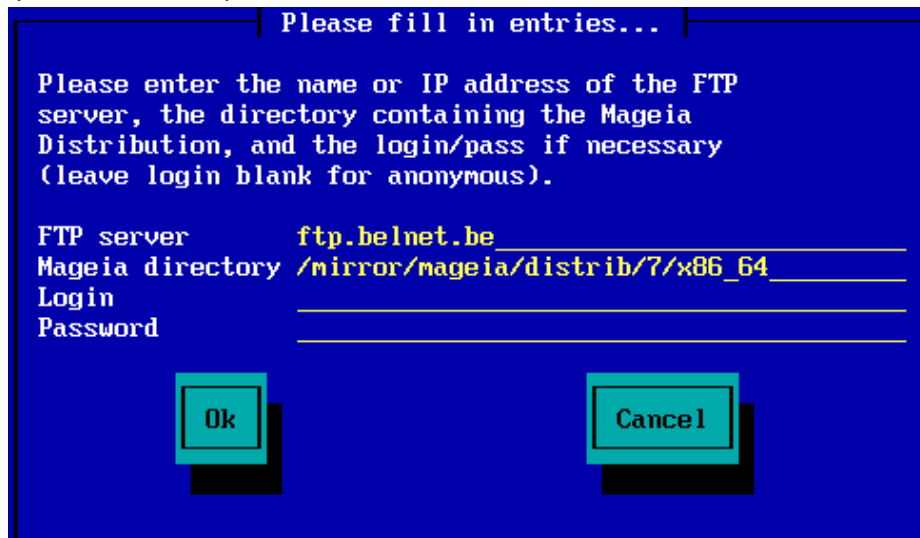 Please fill in entries...
Please enter the name or IP address of the FTP
server, the directory containing the Mageia
Distribution, and the login/pass if necessary
(leave login blank for anonymous).
FTP server ftp.belnet.be
Mageia directory /mirror/mageia/distrib/7/x86_64
Login
Password
Ok Cancel